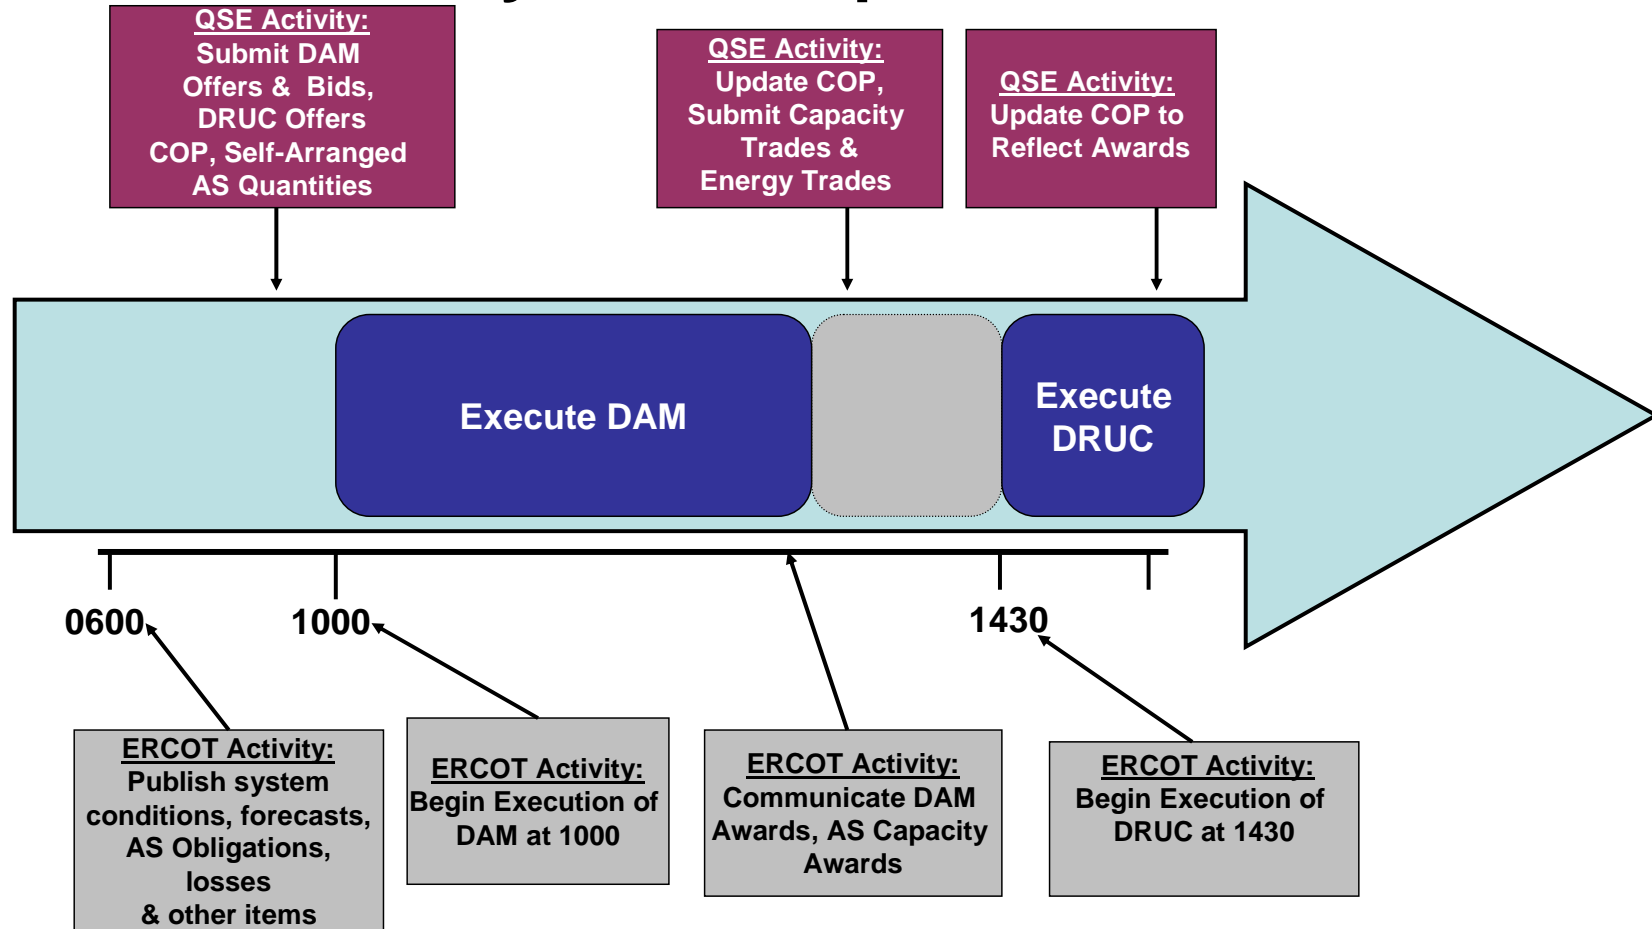 QSE Activity:
Submit DAM
Offers & Bids,
DRUC Offers
COP, Self-Arranged
AS Quantities
QSE Activity:
Update COP,
Submit Capacity
Trades &
Energy Trades
QSE Activity:
Update COP to
Reflect Awards
Execute DAM
Execute
DRUC
0600
1000
1430
ERCOT Activity:
Publish system
conditions, forecasts,
AS Obligations,
losses
& other items
ERCOT Activity:
Begin Execution of
DAM at 1000
ERCOT Activity:
Communicate DAM
Awards, AS Capacity
Awards
ERCOT Activity:
Begin Execution of
DRUC at 1430